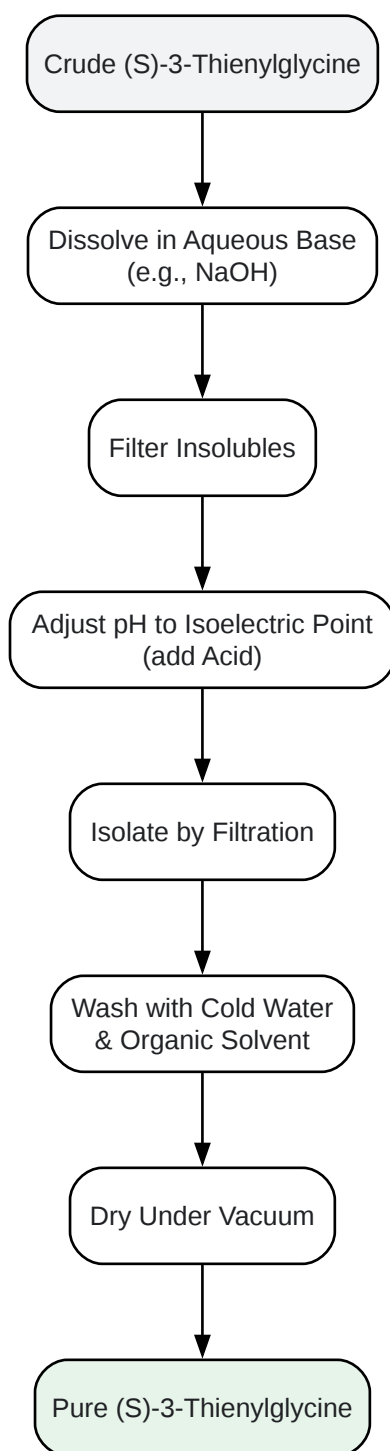 Crude (S)-3-Thienylglycine
Dissolve in Aqueous Base
(e.g., NaOH)
Filter Insolubles
Adjust pH to Isoelectric Point
(add Acid)
Isolate by Filtration
Wash with Cold Water
& Organic Solvent
Dry Under Vacuum
Pure (S)-3-Thienylglycine